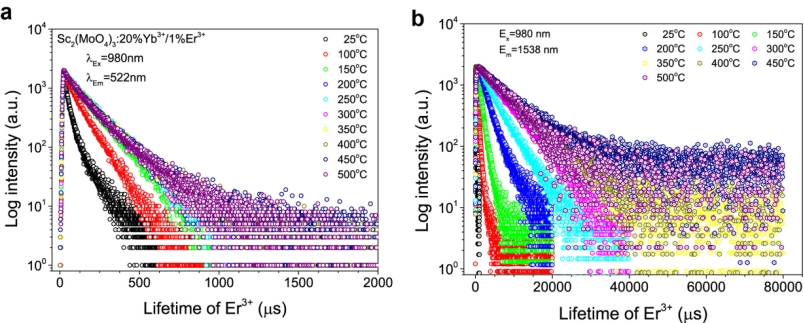 a
Sc₂(MoO₄)₃:20%Yb³⁺/1%Er³⁺
λEx=980nm
λEm=522nm
25°C
100°C
150°C
200°C
250°C
300°C
350°C
400°C
450°C
500°C
Log intensity (a.u.)
10⁴
10³
10²
10¹
10⁰
0 500 1000 1500 2000
Lifetime of Er³⁺ (μs)
b
Ex=980 nm
Em=1538 nm
25°C 100°C 150°C
200°C 250°C 300°C
350°C 400°C 450°C
500°C
Log intensity (a.u.)
10⁴
10³
10²
10¹
10⁰
0 20000 40000 60000 80000
Lifetime of Er³⁺ (μs)